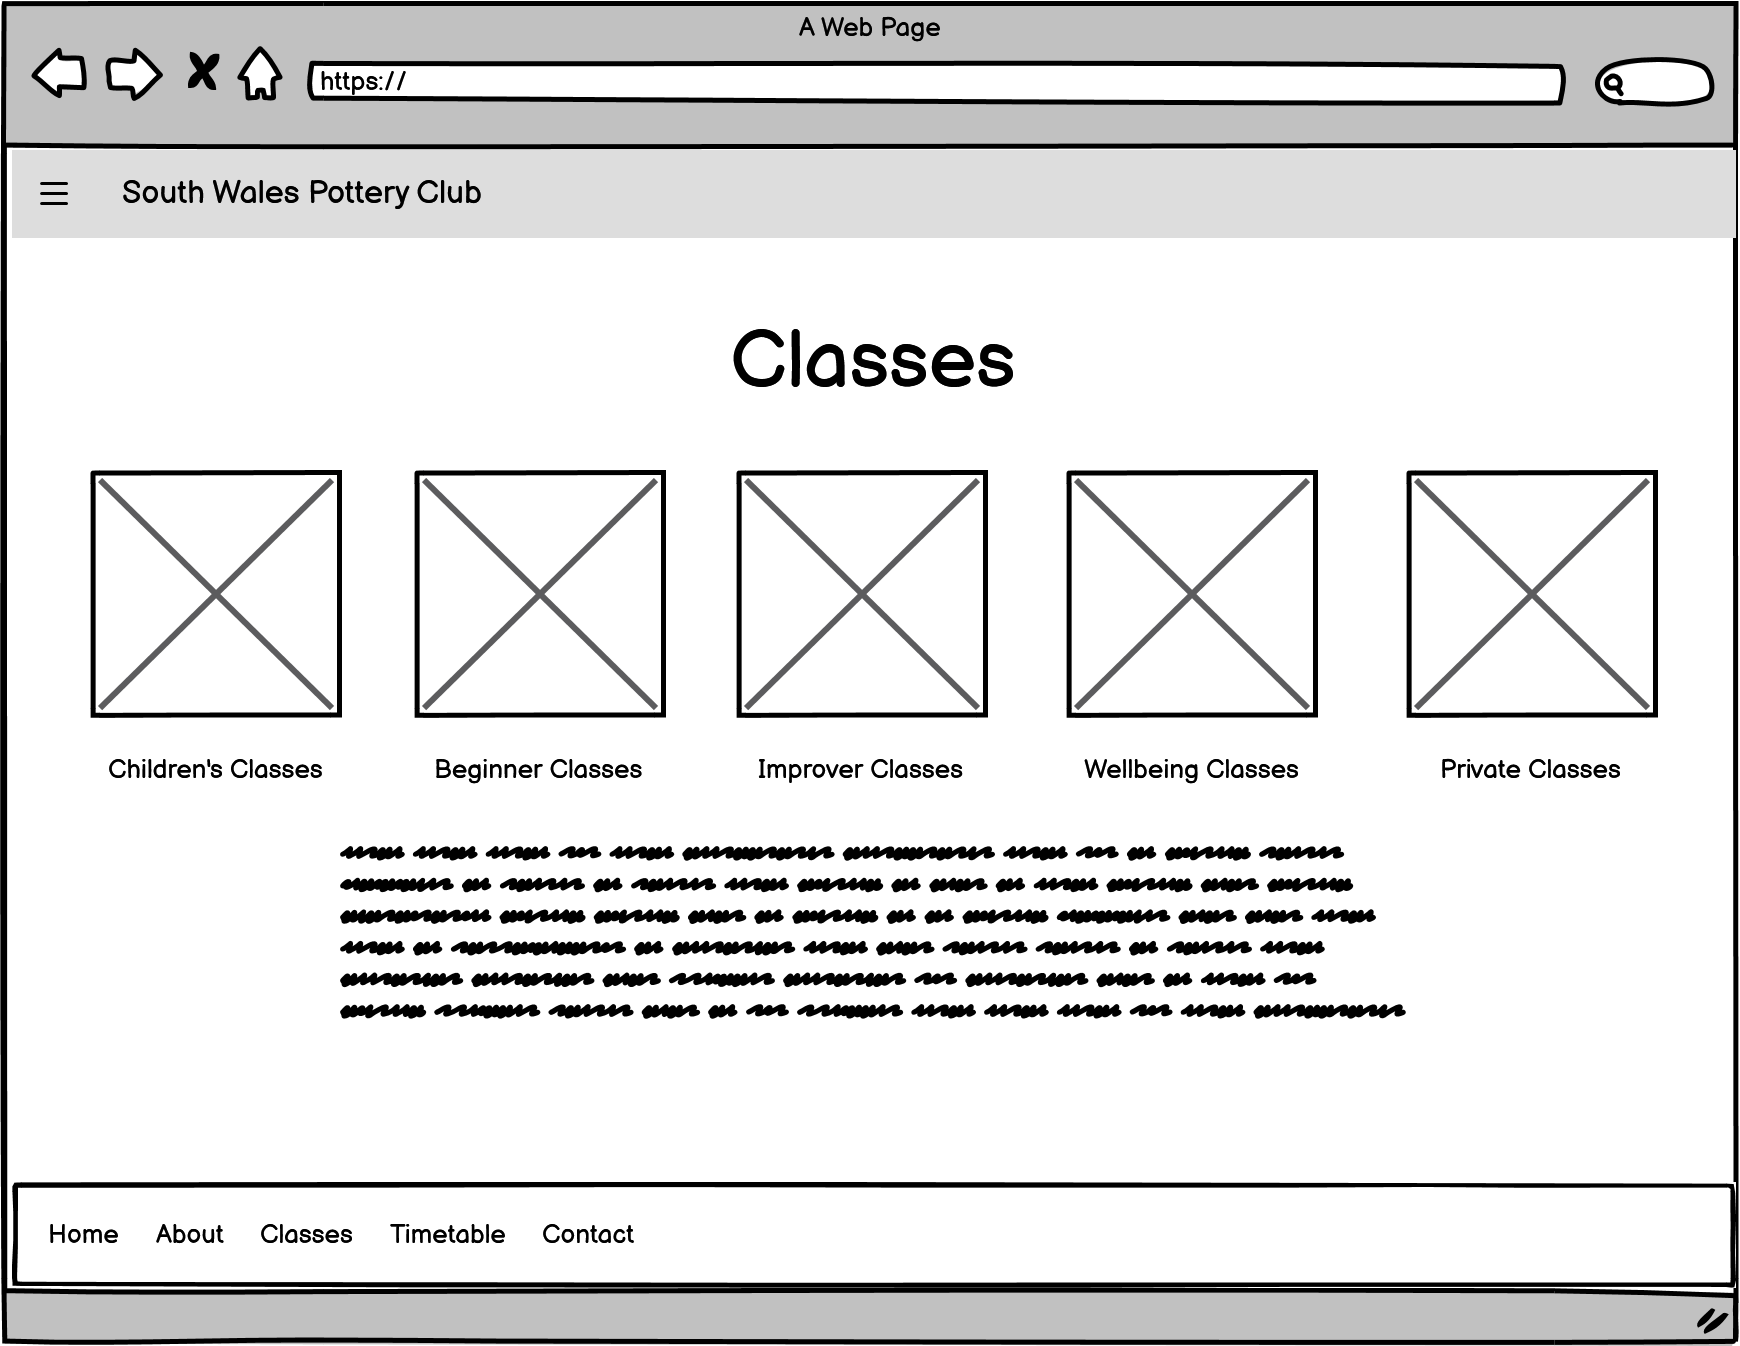 A Web Page
https://
South Wales Pottery Club
Classes
Children's Classes
Beginner Classes
Improver Classes
Wellbeing Classes
Private Classes
Home About Classes Timetable Contact